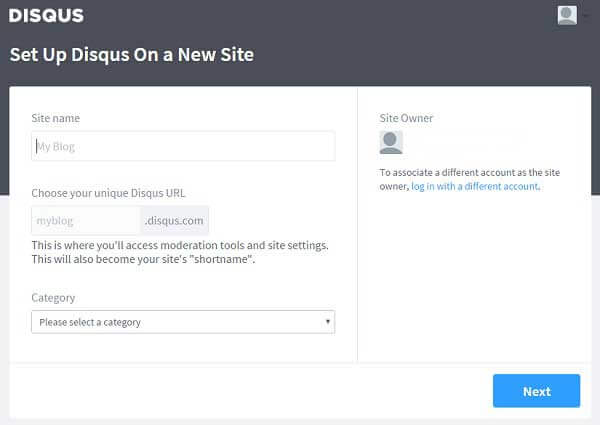 DISQUS
Set Up Disqus On a New Site
Site name
My Blog
Choose your unique Disqus URL
myblog .disqus.com
This is where you'll access moderation tools and site settings.
This will also become your site's "shortname".
Category
Please select a category
Site Owner
To associate a different account as the site
owner, log in with a different account.
Next